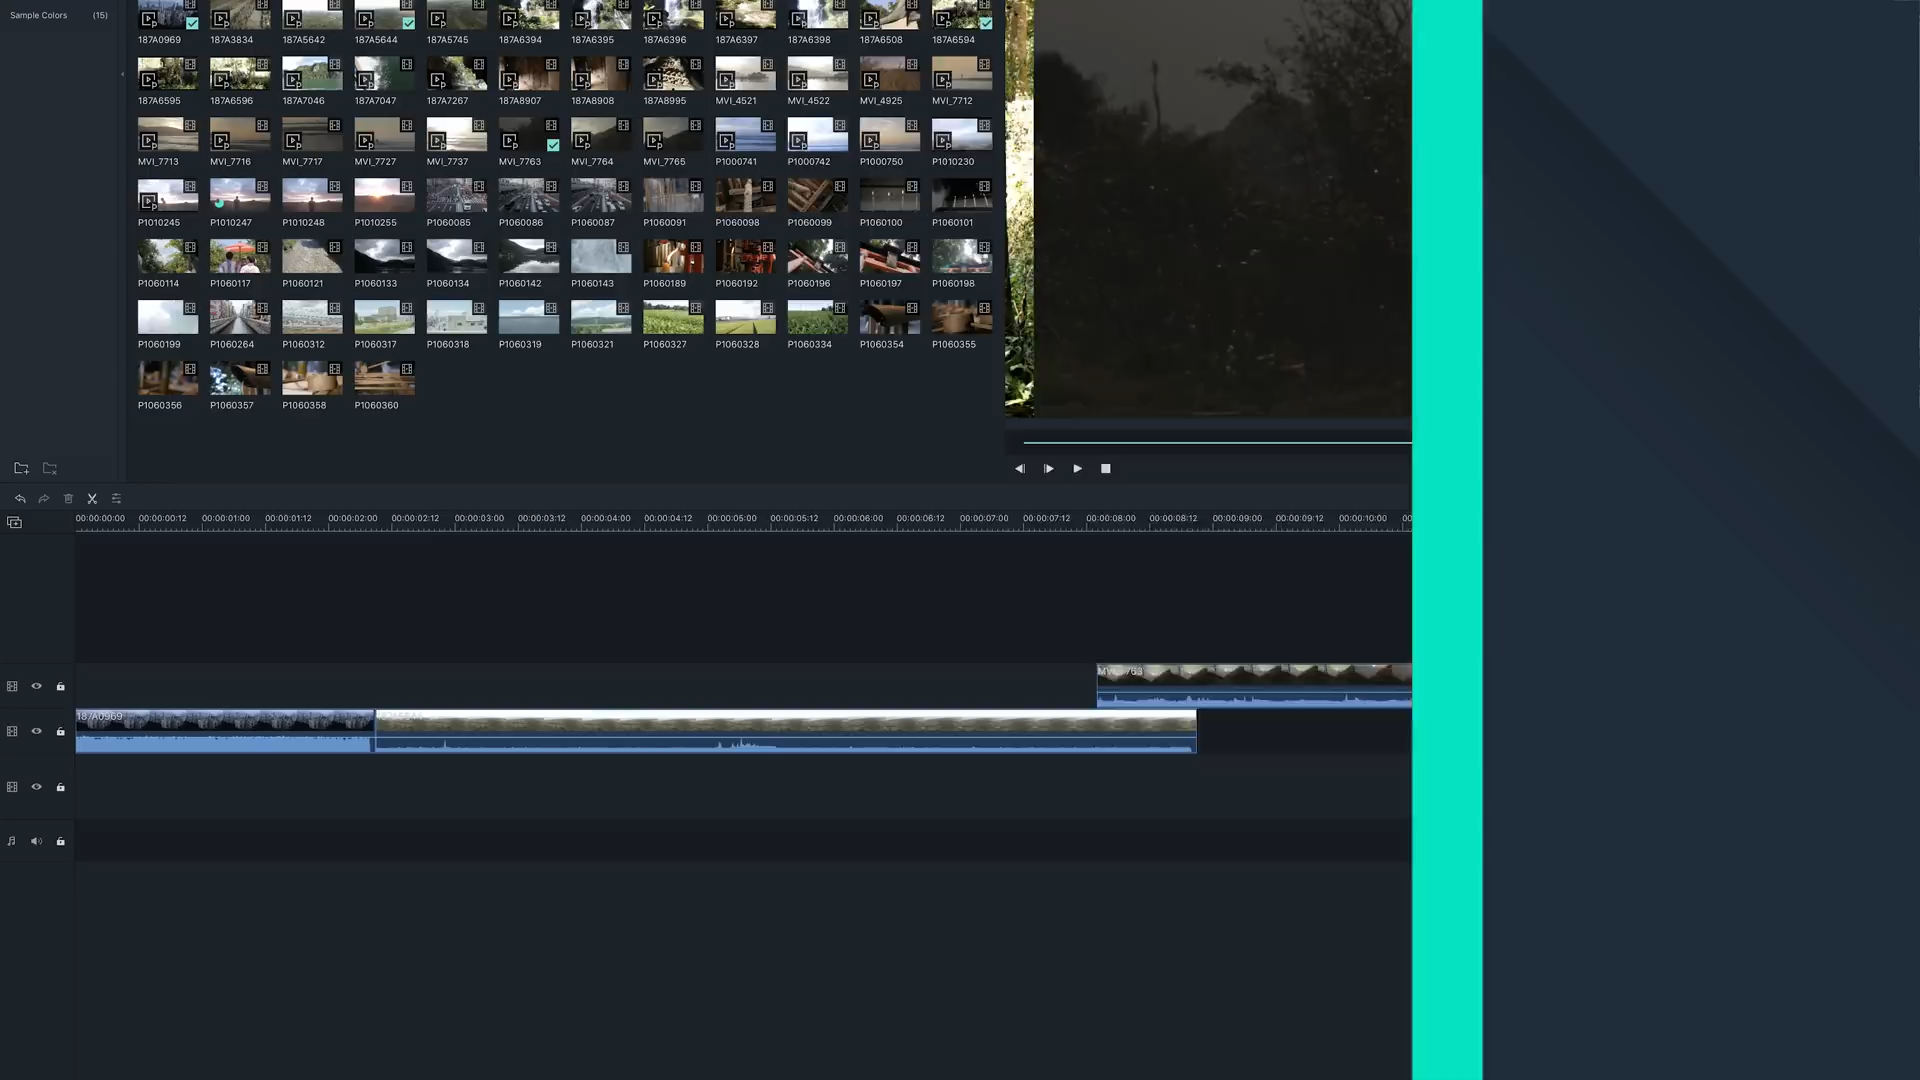 Sample Colors (15)
187A0969 187A3834 187A5642 187A5644 187A5745 187A6394 187A6395 187A6396 187A6397 187A6398 187A6508 187A6594
187A6595 187A6596 187A7046 187A7047 187A7267 187A8907 187A8908 187A8995 MVI_4521 MVI_4522 MVI_4925 MVI_7712
MVI_7713 MVI_7716 MVI_7717 MVI_7727 MVI_7737 MVI_7763 MVI_7764 MVI_7765 P1000741 P1000742 P1000750 P1010230
P1010245 P1010247 P1010248 P1010255 P1060085 P1060086 P1060087 P1060091 P1060098 P1060099 P1060100 P1060101
P1060114 P1060117 P1060121 P1060133 P1060134 P1060142 P1060143 P1060189 P1060192 P1060196 P1060197 P1060198
P1060199 P1060264 P1060312 P1060317 P1060318 P1060319 P1060321 P1060327 P1060328 P1060334 P1060354 P1060355
P1060356 P1060357 P1060358 P1060360
00:00:00:00 00:00:00:12 00:00:01:00 00:00:01:12 00:00:02:00 00:00:02:12 00:00:03:00 00:00:03:12 00:00:04:00 00:00:04:12 00:00:05:00 00:00:05:12 00:00:06:00 00:00:06:12 00:00:07:00 00:00:07:12 00:00:08:00 00:00:08:12 00:00:09:00 00:00:09:12 00:00:10:00 00
187A0969